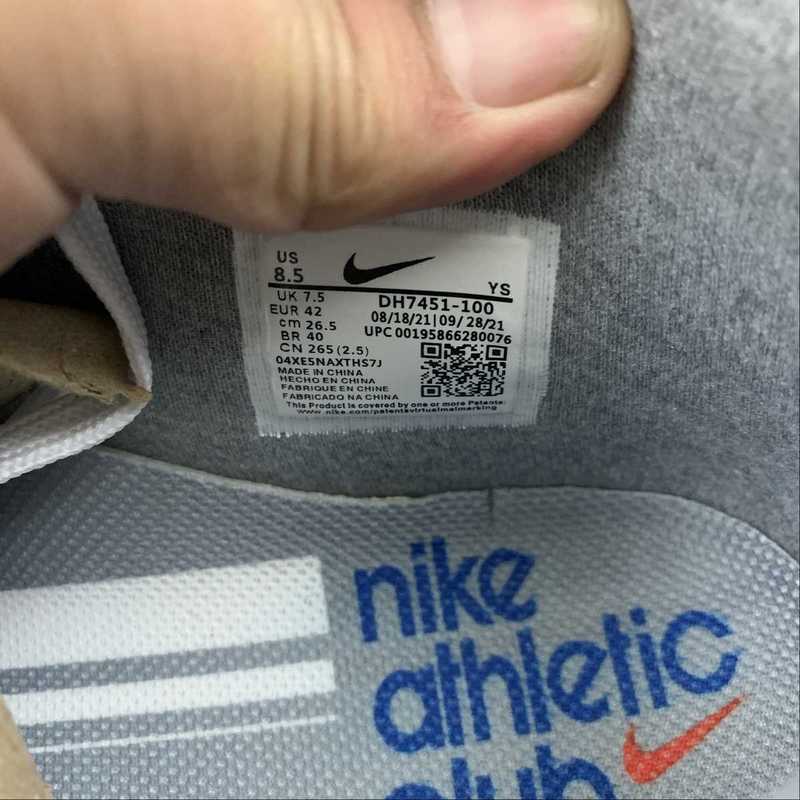 US
8.5
YS
UK 7.5
EUR 42
cm 26.5
BR 40
CN 265 (2.5)
DH7451-100
08/18/21|09/ 28/21
UPC 00195866280076
04XE5NAXTHS7J
MADE IN CHINA
HECHO EN CHINA
FABRIQUE EN CHINE
FABRICADO NA CHINA
This Product is covered by one or more Patents:
www.nike.com/patentsvirtualmalmarking
nike
athletic
club